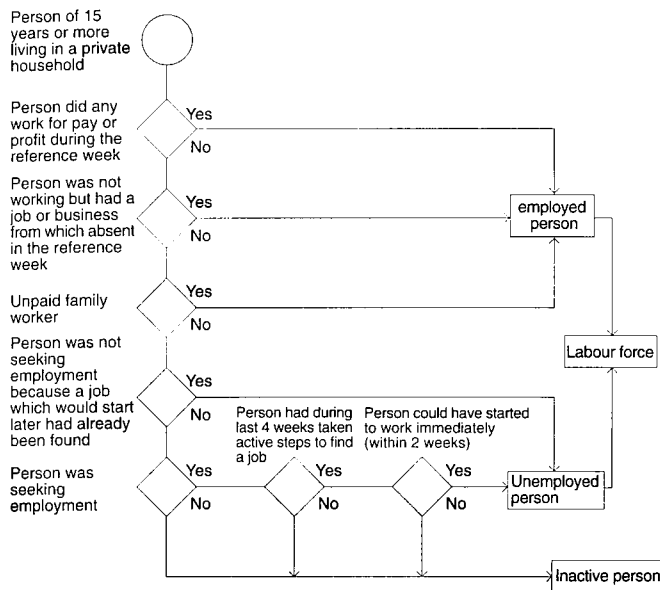 Person of 15
years or more
living in a private
household
Person did any
work for pay or
profit during the
reference week
Yes
No
Person was not
working but had a
job or business
from which absent
in the reference
week
Yes
No
employed
person
Unpaid family
worker
Yes
No
Labour force
Person was not
seeking
employment
because a job
which would start
later had already
been found
Yes
No
Person had during
last 4 weeks taken
active steps to find
a job
Person could have started
to work immediately
(within 2 weeks)
Person was
seeking
employment
Yes
No
Yes
No
Yes
No
Unemployed
person
Inactive person